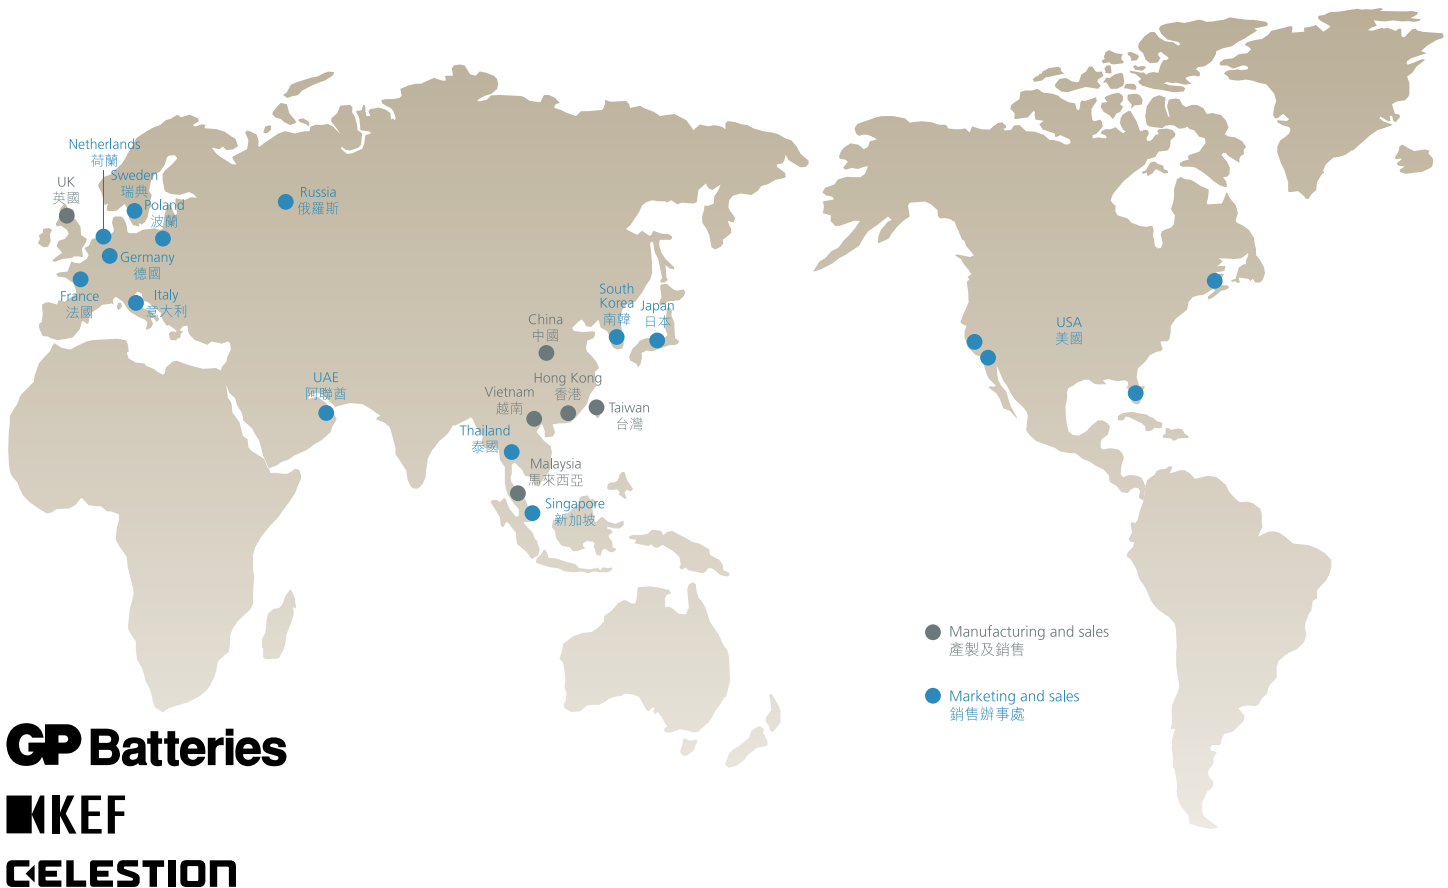 Netherlands
荷蘭
UK
英國
Sweden
瑞典
Poland
波蘭
Russia
俄羅斯
Germany
德國
France
法國
Italy
意大利
South
Korea
南韓
Japan
日本
China
中國
USA
美國
UAE
阿聯酋
Hong Kong
香港
Vietnam
越南
Taiwan
台灣
Thailand
泰國
Malaysia
馬來西亞
Singapore
新加坡
Manufacturing and sales
產製及銷售
Marketing and sales
銷售辦事處
GP Batteries
KEF
CELESTION